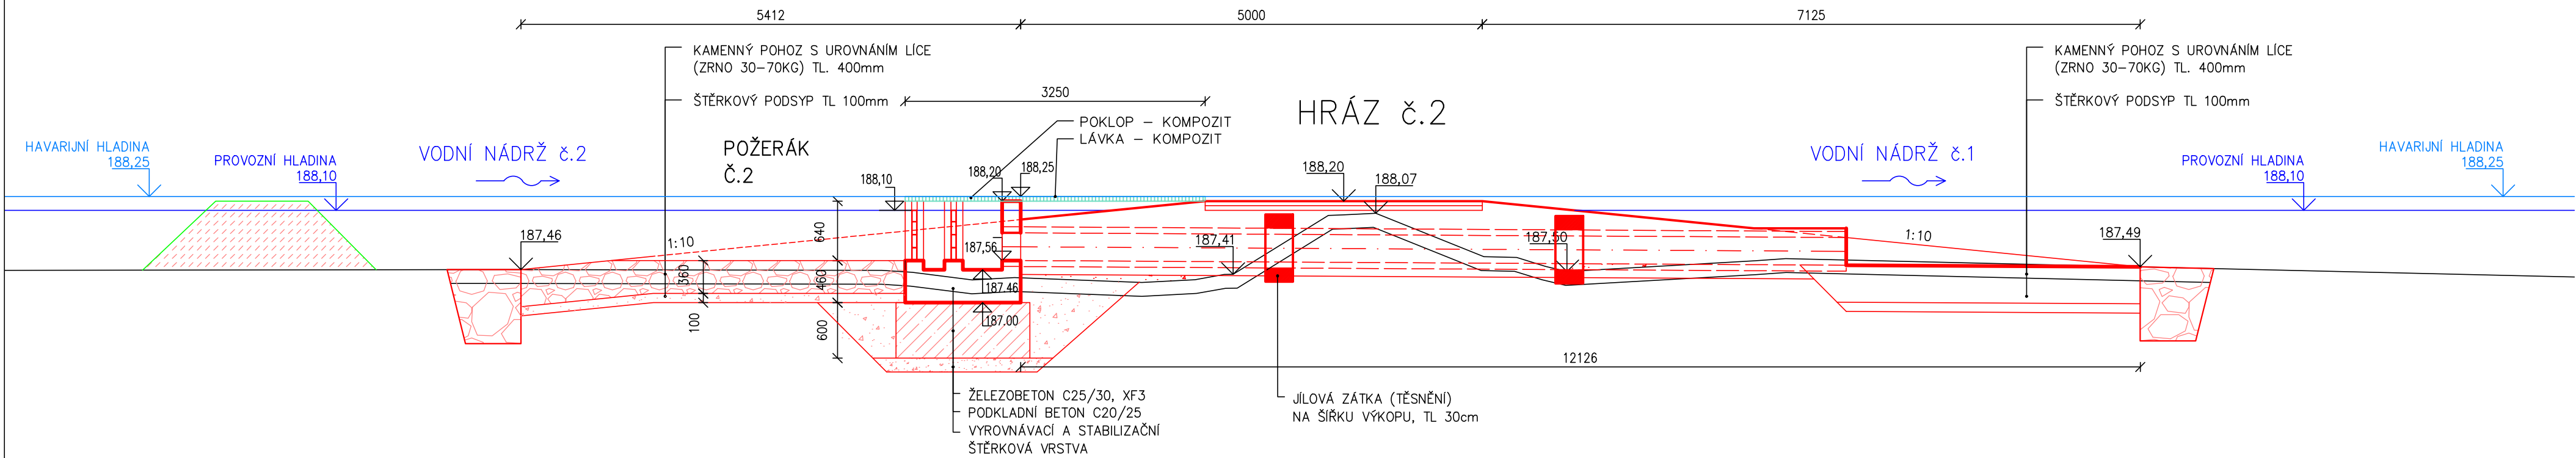 5412
5000
7125
KAMENNÝ POHOZ S UROVNÁNÍM LÍCE
(ZRNO 30-70KG) TL. 400mm
ŠTĚRKOVÝ PODSYP TL 100mm
3250
POKLOP - KOMPOZIT
LÁVKA - KOMPOZIT
HRÁZ č.2
KAMENNÝ POHOZ S UROVNÁNÍM LÍCE
(ZRNO 30-70KG) TL. 400mm
ŠTĚRKOVÝ PODSYP TL 100mm
HAVARIJNÍ HLADINA
188,25
PROVOZNÍ HLADINA
188,10
VODNÍ NÁDRŽ č.2
POŽERÁK
Č.2
188,10
188,20
188,25
188,20
188,07
VODNÍ NÁDRŽ č.1
PROVOZNÍ HLADINA
188,10
HAVARIJNÍ HLADINA
188,25
187,46
1:10
640
187,56
187,41
187,50
1:10
187,49
360
460
187.46
100
600
187.00
12126
ŽELEZOBETON C25/30, XF3
PODKLADNÍ BETON C20/25
VYROVNÁVACÍ A STABILIZAČNÍ
ŠTĚRKOVÁ VRSTVA
JÍLOVÁ ZÁTKA (TĚSNĚNÍ)
NA ŠÍŘKU VÝKOPU, TL 30cm